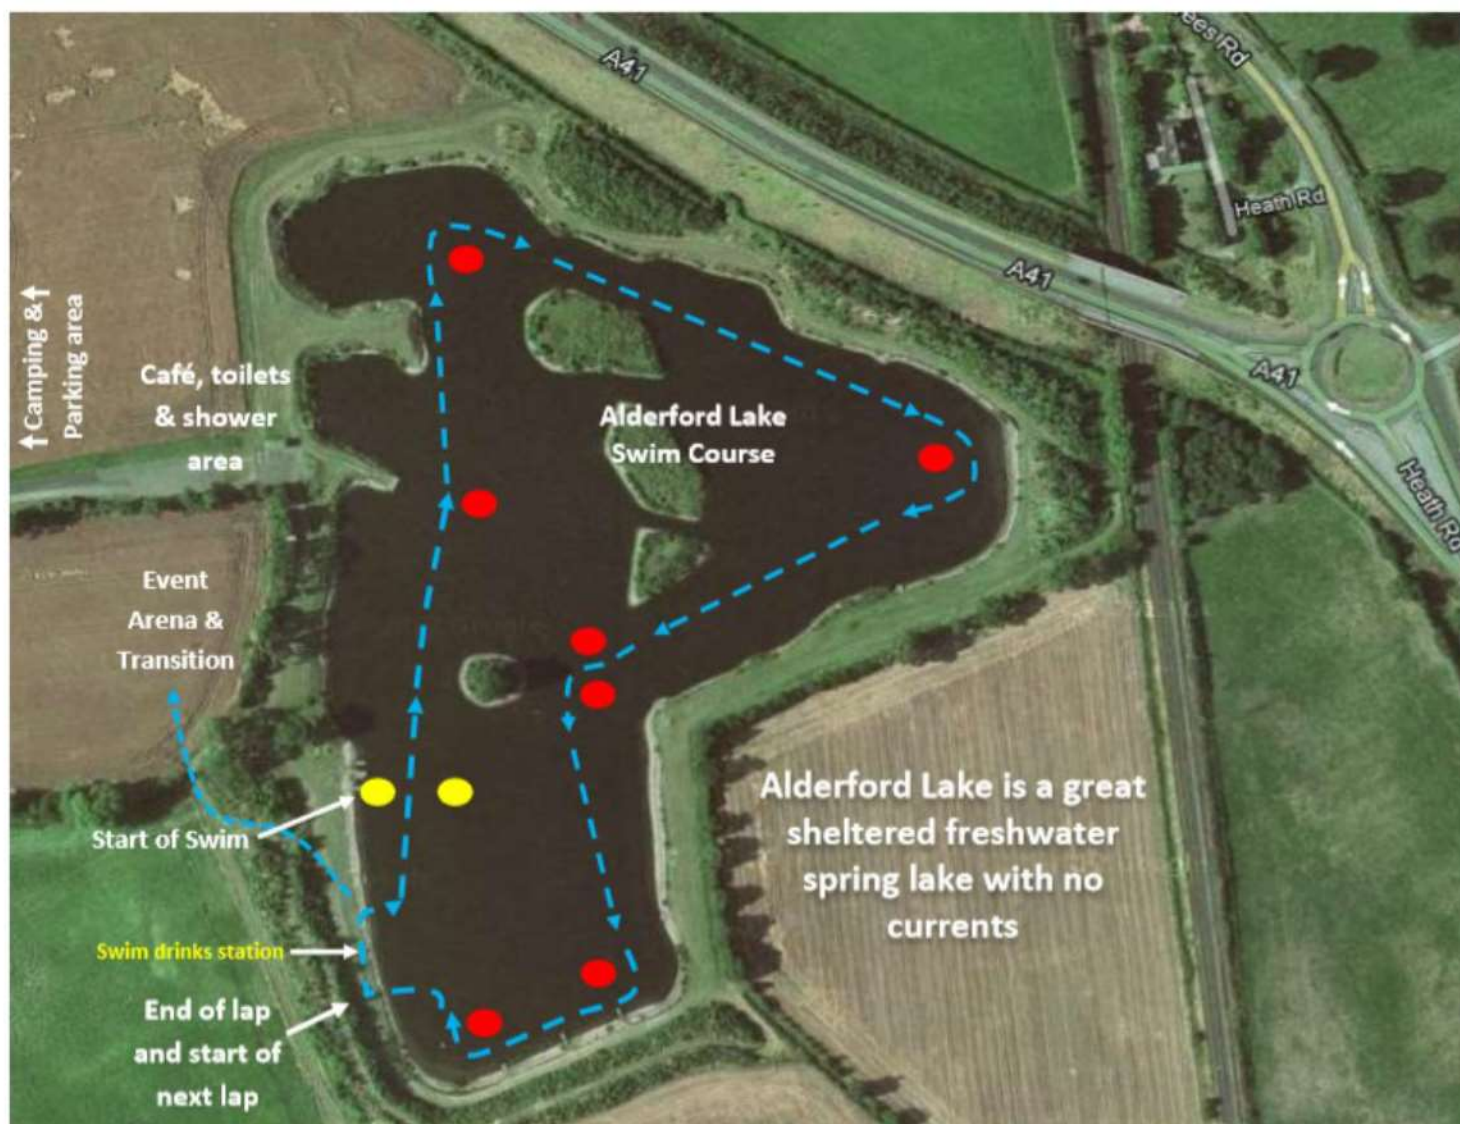 A41
ees Rd
Heath Rd
A41
A41
Heath Rd
↑Camping &↑
Parking area
Café, toilets
& shower
area
Alderford Lake
Swim Course
Event
Arena &
Transition
Start of Swim
Alderford Lake is a great
sheltered freshwater
spring lake with no
currents
Swim drinks station
End of lap
and start of
next lap